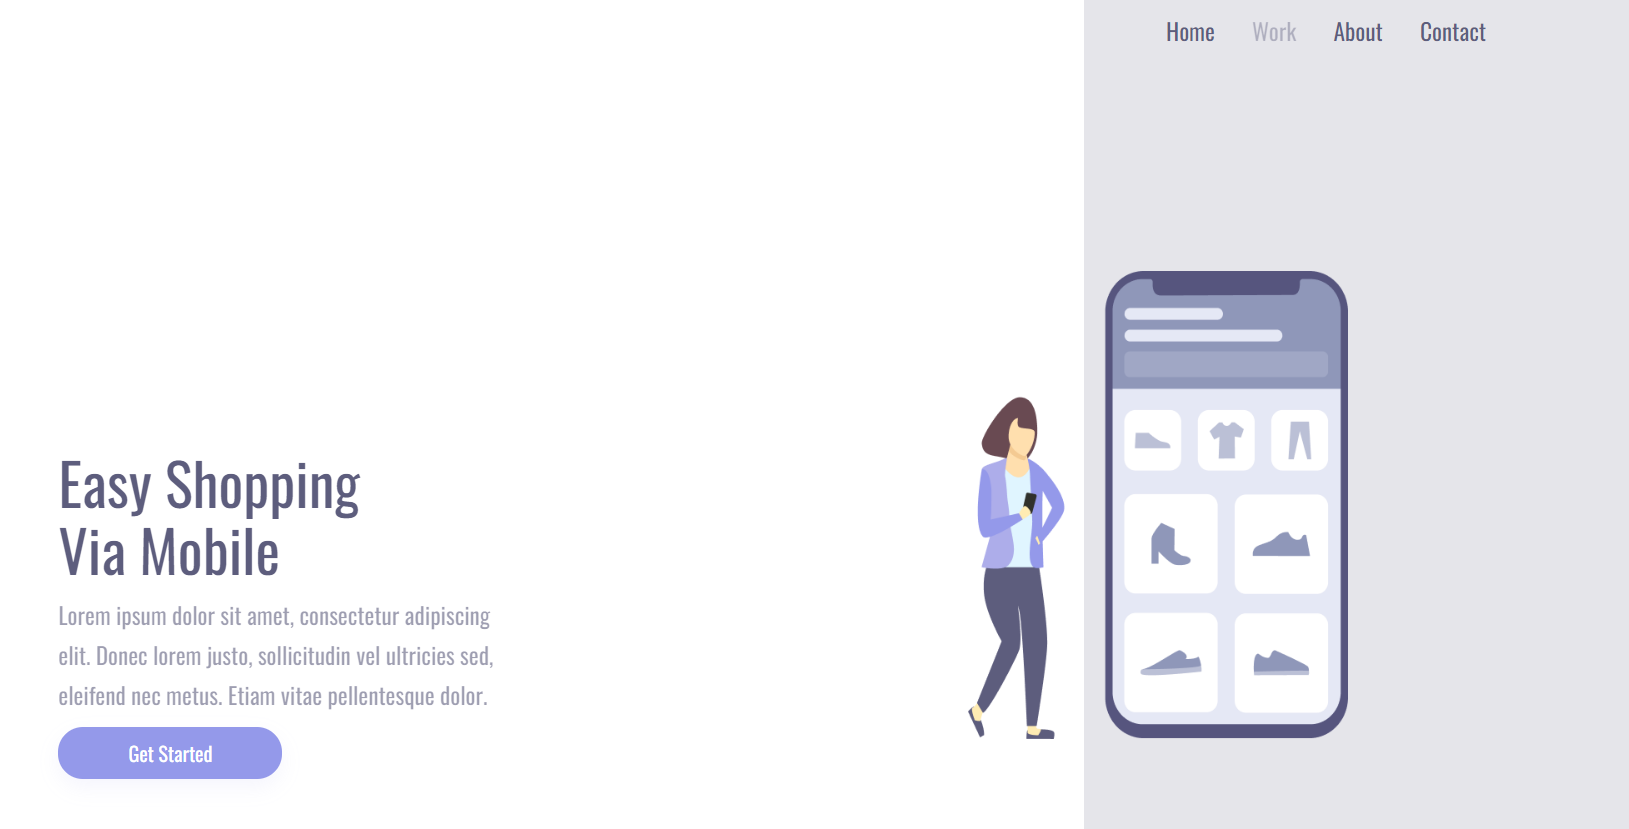 Home Work About Contact
Easy Shopping
Via Mobile
Lorem ipsum dolor sit amet, consectetur adipiscing
elit. Donec lorem justo, sollicitudin vel ultricies sed,
eleifend nec metus. Etiam vitae pellentesque dolor.
Get Started